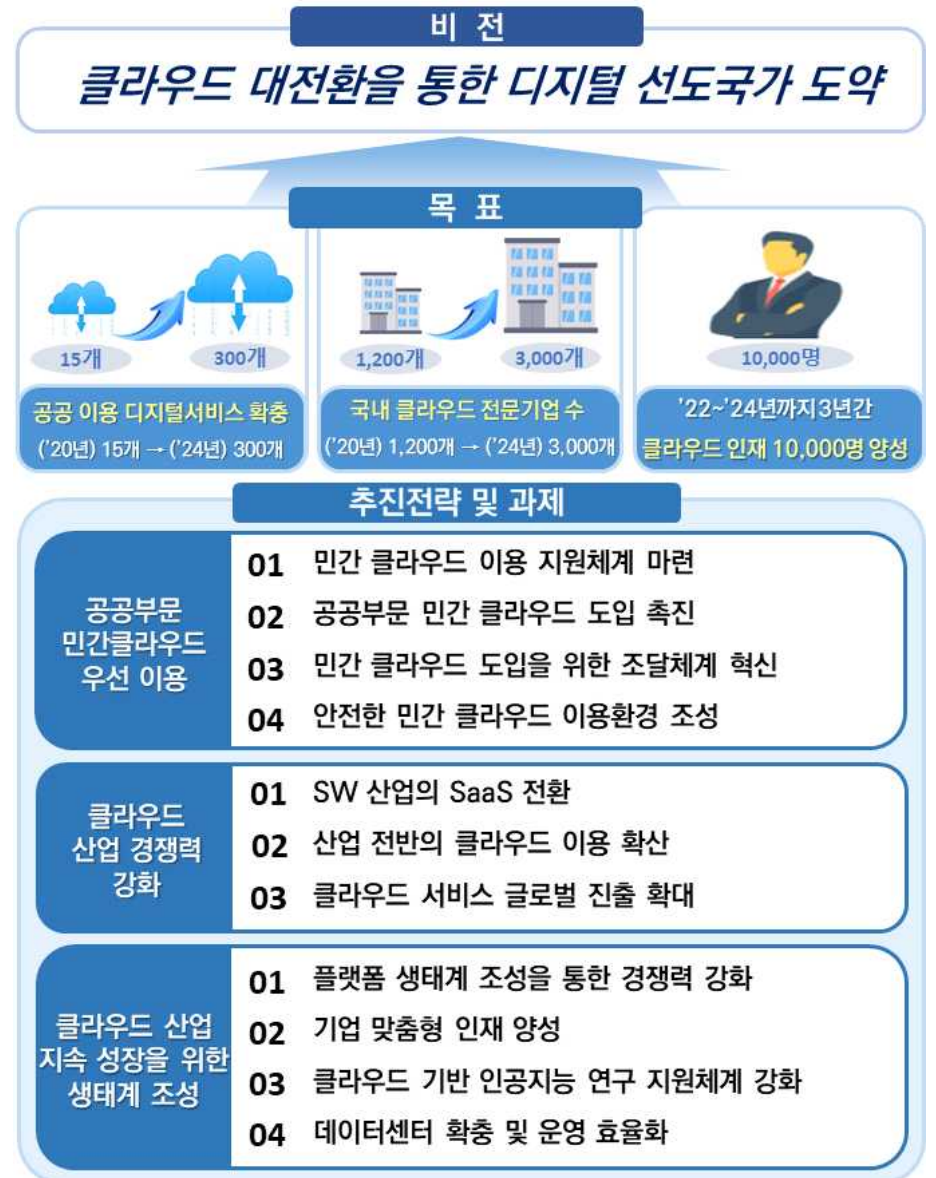 비 전
클라우드 대전환을 통한 디지털 선도국가 도약
목 표
15개 300개
공공 이용 디지털서비스 확충
('20년) 15개 → ('24년) 300개
1,200개 3,000개
국내 클라우드 전문기업 수
('20년) 1,200개 → ('24년) 3,000개
10,000명
'22~'24년까지 3년간
클라우드 인재 10,000명 양성
추진전략 및 과제
공공부문
민간클라우드
우선 이용
01 민간 클라우드 이용 지원체계 마련
02 공공부문 민간 클라우드 도입 촉진
03 민간 클라우드 도입을 위한 조달체계 혁신
04 안전한 민간 클라우드 이용환경 조성
클라우드
산업 경쟁력
강화
01 SW 산업의 SaaS 전환
02 산업 전반의 클라우드 이용 확산
03 클라우드 서비스 글로벌 진출 확대
클라우드 산업
지속 성장을 위한
생태계 조성
01 플랫폼 생태계 조성을 통한 경쟁력 강화
02 기업 맞춤형 인재 양성
03 클라우드 기반 인공지능 연구 지원체계 강화
04 데이터센터 확충 및 운영 효율화